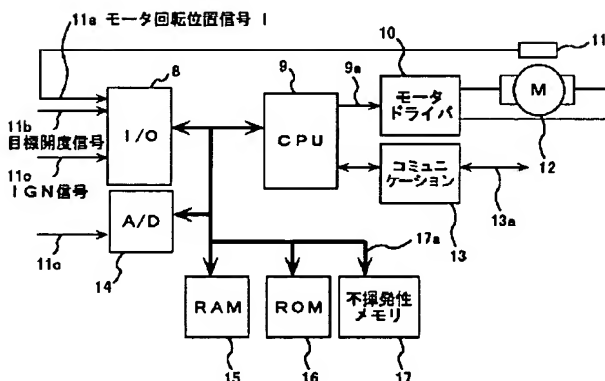 11a モータ回転位置信号 I
11
8
9
9a
10
I/O
CPU
モータ
ドライバ
M
11b
目標開度信号
12
11c
IGN信号
コミュニ
ケーション
13a
13
A/D
11c
14
17a
RAM
ROM
不揮発性
メモリ
15
16
17